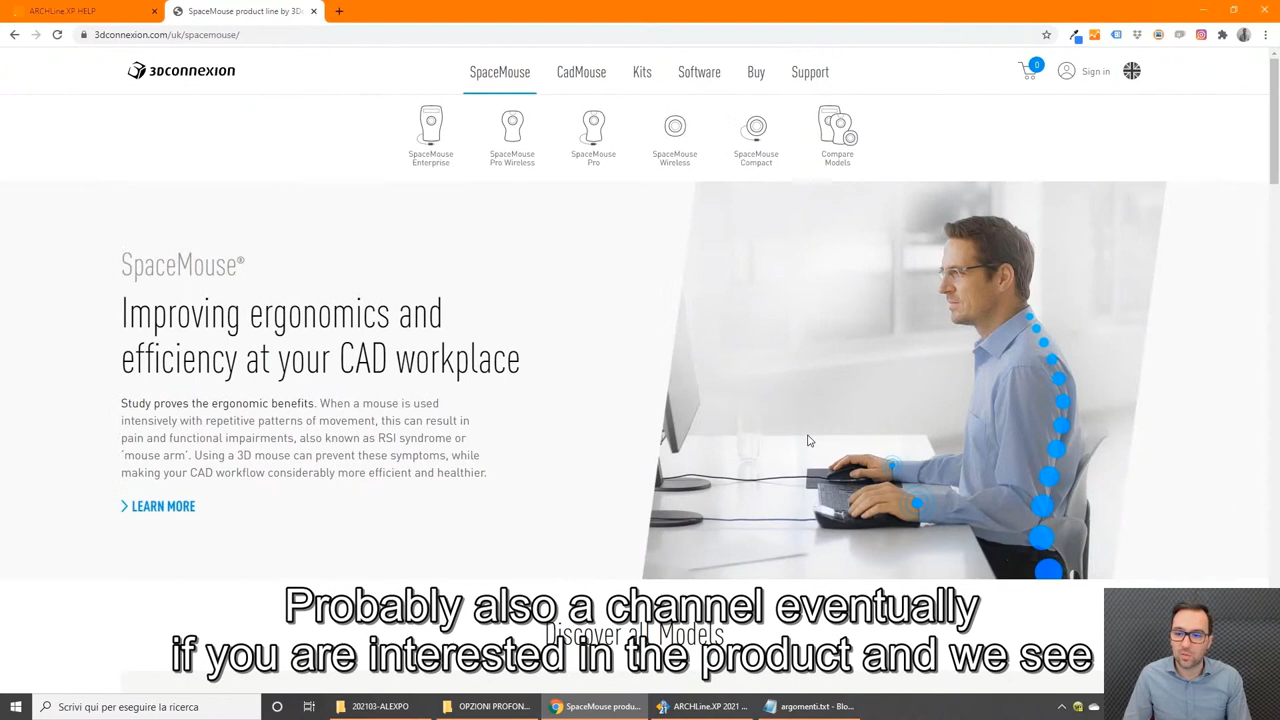 ARCHLine.XP HELP
SpaceMouse product line by 3Dc
3dconnexion.com/uk/spacemouse/
3Dconnexion
SpaceMouse CadMouse Kits Software Buy Support
0 Sign in
SpaceMouse Enterprise
SpaceMouse Pro Wireless
SpaceMouse Pro
SpaceMouse Wireless
SpaceMouse Compact
Compare Models
SpaceMouse®
Improving ergonomics and
efficiency at your CAD workplace
Study proves the ergonomic benefits. When a mouse is used
intensively with repetitive patterns of movement, this can result in
pain and functional impairments, also known as RSI syndrome or
'mouse arm'. Using a 3D mouse can prevent these symptoms, while
making your CAD workflow considerably more efficient and healthier.
LEARN MORE
Discover all Models
Probably also a channel eventually
if you are interested in the product and we see
Scrivi qui per eseguire la ricerca
202103-ALEXPO
OPZIONI PROFON...
SpaceMouse produ...
ARCHLine.XP 2021 ...
argomenti.txt - Blo...